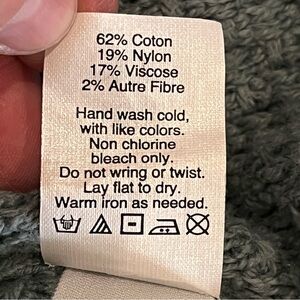 62% Coton
19% Nylon
17% Viscose
2% Autre Fibre
Hand wash cold,
with like colors.
Non chlorine
bleach only.
Do not wring or twist.
Lay flat to dry.
Warm iron as needed.